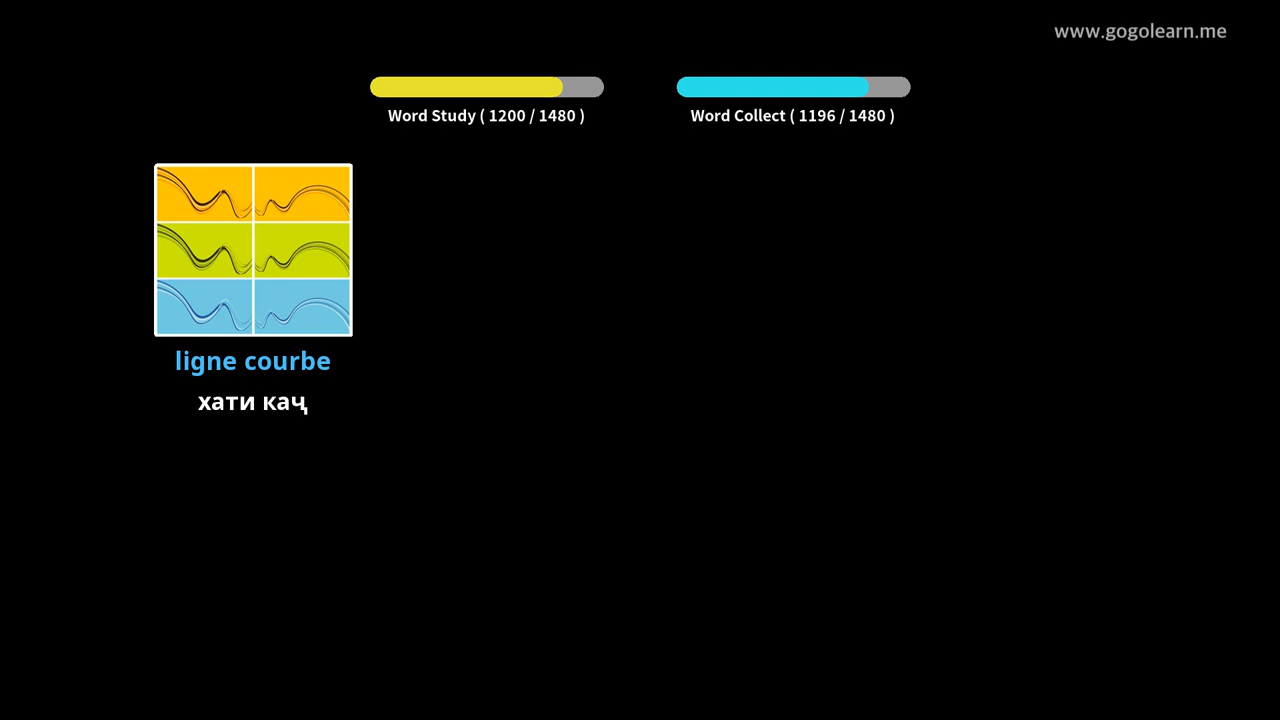 www.gogolearn.me
Word Study ( 1200 / 1480 )
Word Collect ( 1196 / 1480 )
ligne courbe
хати каҷ